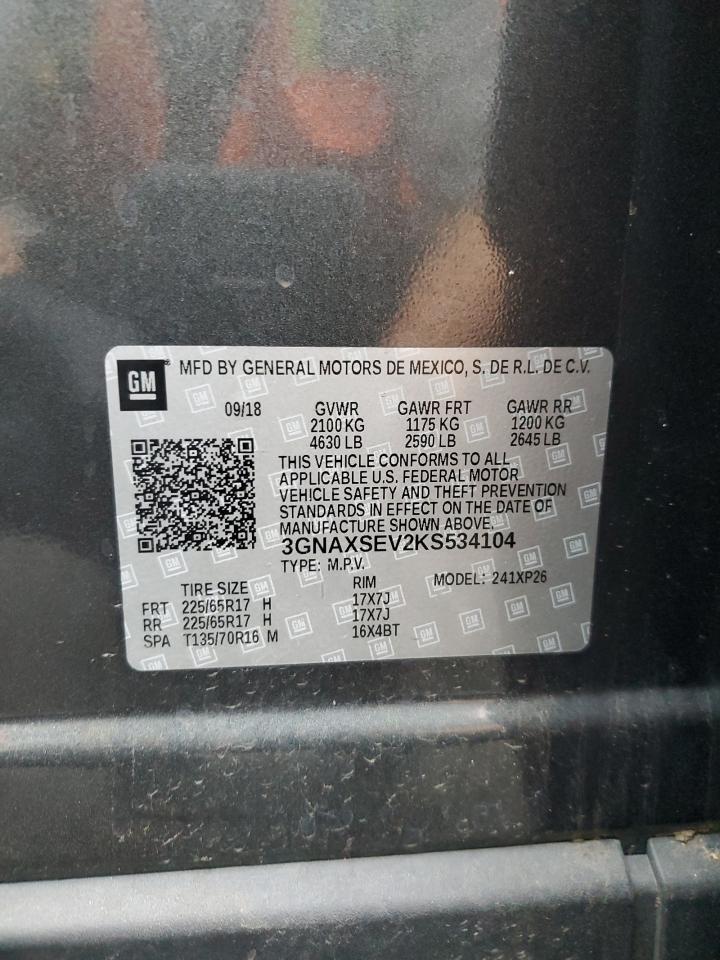 GM ® MFD BY GENERAL MOTORS DE MEXICO, S. DE R.L. DE C.V.
09/18 GVWR GAWR FRT GAWR RR
2100 KG 1175 KG 1200 KG
4630 LB 2590 LB 2645 LB
THIS VEHICLE CONFORMS TO ALL
APPLICABLE U.S. FEDERAL MOTOR
VEHICLE SAFETY AND THEFT PREVENTION
STANDARDS IN EFFECT ON THE DATE OF
MANUFACTURE SHOWN ABOVE.
3GNAXSEV2KS534104
TYPE: M.P.V. MODEL: 241XP26
TIRE SIZE RIM
FRT 225/65R17 H 17X7J
RR 225/65R17 H 17X7J
SPA T135/70R16 M 16X4BT